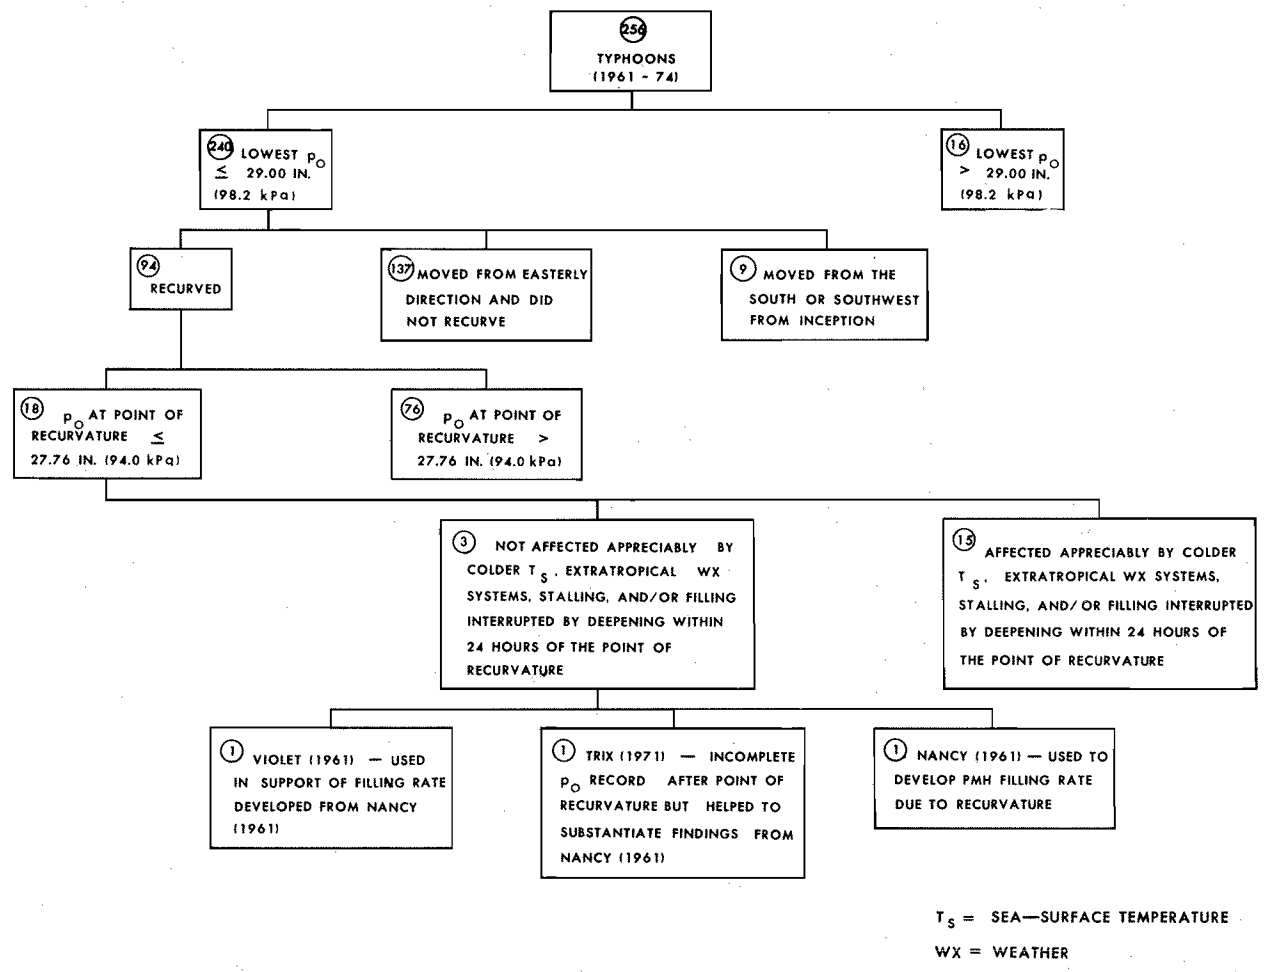 256
TYPHOONS
(1961 - 74)
240 LOWEST pO
≤ 29.00 IN.
(98.2 kPa)
16 LOWEST pO
> 29.00 IN.
(98.2 kPa)
94
RECURVED
137 MOVED FROM EASTERLY
DIRECTION AND DID
NOT RECURVE
9 MOVED FROM THE
SOUTH OR SOUTHWEST
FROM INCEPTION
18 pO AT POINT OF
RECURVATURE ≤
27.76 IN. (94.0 kPa)
76 pO AT POINT OF
RECURVATURE >
27.76 IN. (94.0 kPa)
3 NOT AFFECTED APPRECIABLY BY
COLDER TS, EXTRATROPICAL WX
SYSTEMS, STALLING, AND/OR FILLING
INTERRUPTED BY DEEPENING WITHIN
24 HOURS OF THE POINT OF
RECURVATURE
15 AFFECTED APPRECIABLY BY COLDER
TS, EXTRATROPICAL WX SYSTEMS,
STALLING, AND/OR FILLING INTERRUPTED
BY DEEPENING WITHIN 24 HOURS OF
THE POINT OF RECURVATURE
1 VIOLET (1961) — USED
IN SUPPORT OF FILLING RATE
DEVELOPED FROM NANCY
(1961)
1 TRIX (1971) — INCOMPLETE
pO RECORD AFTER POINT OF
RECURVATURE BUT HELPED TO
SUBSTANTIATE FINDINGS FROM
NANCY (1961)
1 NANCY (1961) — USED TO
DEVELOP PMH FILLING RATE
DUE TO RECURVATURE
TS = SEA—SURFACE TEMPERATURE
WX = WEATHER